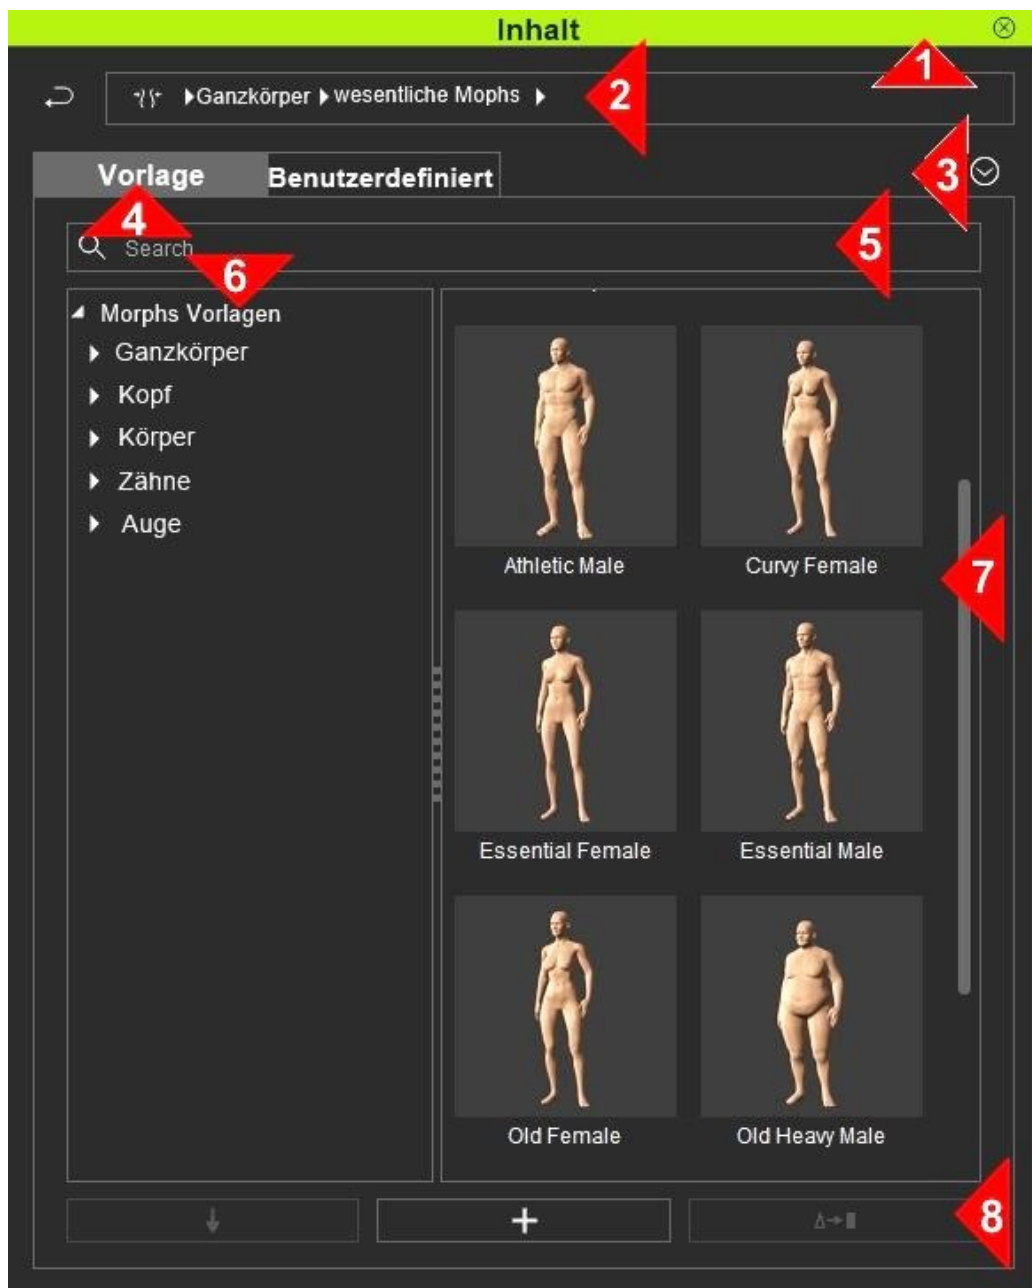 Inhalt
1
Ganzkörper wesentliche Mophs
2
3
Vorlage Benutzerdefiniert
4
5
Search
6
Morphs Vorlagen
Ganzkörper
Kopf
Körper
Zähne
Auge
Athletic Male Curvy Female
7
Essential Female Essential Male
Old Female Old Heavy Male
8